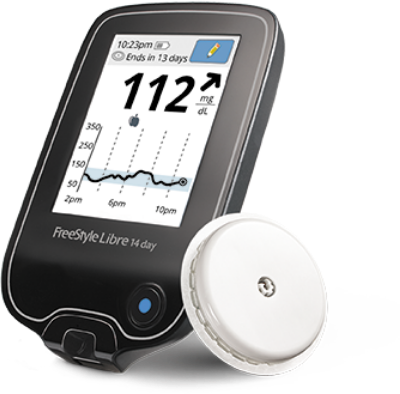 10:23pm
Ends in 13 days
112 mg/dL
350
250
150
50
2pm 6pm 10pm
FreeStyle Libre 14 day